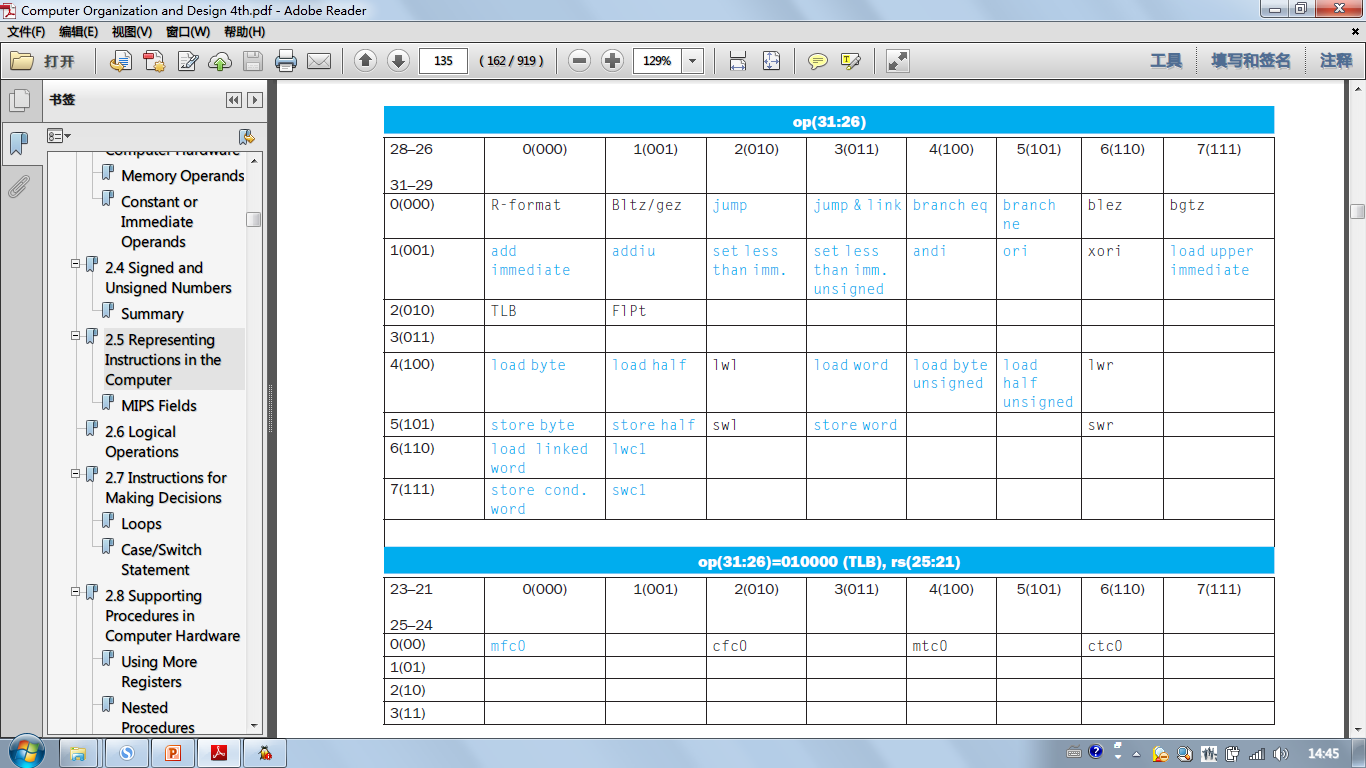 Computer Organization and Design 4th.pdf - Adobe Reader
文件(F) 编辑(E) 视图(V) 窗口(W) 帮助(H)
打开 135 (162 / 919) 129% 工具 填写和签名 注释
书签
Computer Hardware
Memory Operands
Constant or
Immediate
Operands
2.4 Signed and
Unsigned Numbers
Summary
2.5 Representing
Instructions in the
Computer
MIPS Fields
2.6 Logical
Operations
2.7 Instructions for
Making Decisions
Loops
Case/Switch
Statement
2.8 Supporting
Procedures in
Computer Hardware
Using More
Registers
Nested
Procedures
op(31:26)
28–26 0(000) 1(001) 2(010) 3(011) 4(100) 5(101) 6(110) 7(111)
31–29
0(000) R-format Bltz/gez jump jump & link branch eq branch blez bgtz
ne
1(001) add addiu set less set less andi ori xori load upper
immediate than imm. than imm. immediate
unsigned
2(010) TLB FlPt
3(011)
4(100) load byte load half lwl load word load byte load lwr
unsigned half
unsigned
5(101) store byte store half swl store word swr
6(110) load linked lwc1
word
7(111) store cond. swc1
word
op(31:26)=010000 (TLB), rs(25:21)
23–21 0(000) 1(001) 2(010) 3(011) 4(100) 5(101) 6(110) 7(111)
25–24
0(00) mfc0 cfc0 mtc0 ctc0
1(01)
2(10)
3(11)
14:45